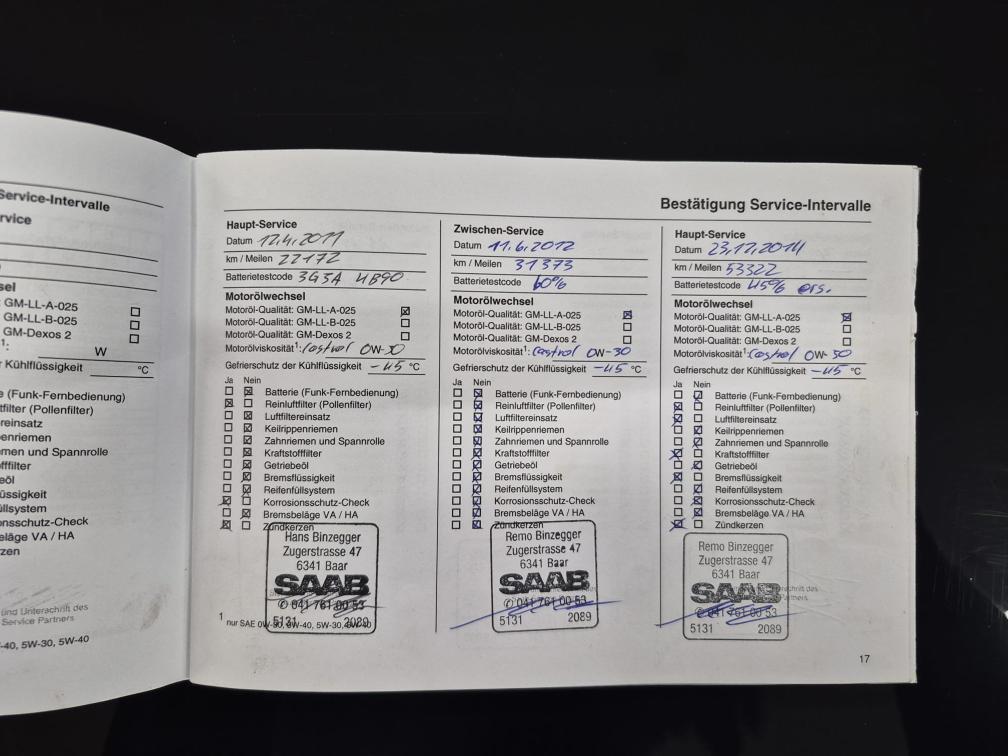 Service-Intervalle
rvice
sel
: GM-LL-A-025
: GM-LL-B-025
GM-Dexos 2
1:
W
r Kühlflüssigkeit °C
e (Funk-Fernbedienung)
tfilter (Pollenfilter)
reinsatz
penriemen
men und Spannrolle
fffilter
eöl
üssigkeit
üllsystem
nsschutz-Check
eläge VA / HA
zen
und Unterschrift des
Service Partners
-40, 5W-30, 5W-40
Bestätigung Service-Intervalle
Haupt-Service
Datum 12.4.2011
km / Meilen 22172
Batterietestcode 3G3A 4B90
Motorölwechsel
Motoröl-Qualität: GM-LL-A-025
Motoröl-Qualität: GM-LL-B-025
Motoröl-Qualität: GM-Dexos 2
Motorölviskosität1: Castrol 0W-30
Gefrierschutz der Kühlflüssigkeit -45 °C
Ja Nein
Batterie (Funk-Fernbedienung)
Reinluftfilter (Pollenfilter)
Luftfiltereinsatz
Keilrippenriemen
Zahnriemen und Spannrolle
Kraftstofffilter
Getriebeöl
Bremsflüssigkeit
Reifenfüllsystem
Korrosionsschutz-Check
Bremsbeläge VA / HA
Zündkerzen
Hans Binzegger
Zugerstrasse 47
6341 Baar
SAAB
✆ 041 761 00 53
5131 2089
1 nur SAE 0W-30, 0W-40, 5W-30, 5W-40
Zwischen-Service
Datum 11.6.2012
km / Meilen 31373
Batterietestcode 60%
Motorölwechsel
Motoröl-Qualität: GM-LL-A-025
Motoröl-Qualität: GM-LL-B-025
Motoröl-Qualität: GM-Dexos 2
Motorölviskosität1: Castrol 0W-30
Gefrierschutz der Kühlflüssigkeit -45 °C
Ja Nein
Batterie (Funk-Fernbedienung)
Reinluftfilter (Pollenfilter)
Luftfiltereinsatz
Keilrippenriemen
Zahnriemen und Spannrolle
Kraftstofffilter
Getriebeöl
Bremsflüssigkeit
Reifenfüllsystem
Korrosionsschutz-Check
Bremsbeläge VA / HA
Zündkerzen
Remo Binzegger
Zugerstrasse 47
6341 Baar
SAAB
✆ 041 761 00 53
5131 2089
Haupt-Service
Datum 23.12.2014
km / Meilen 53322
Batterietestcode 45% ers.
Motorölwechsel
Motoröl-Qualität: GM-LL-A-025
Motoröl-Qualität: GM-LL-B-025
Motoröl-Qualität: GM-Dexos 2
Motorölviskosität1: Castrol 0W-30
Gefrierschutz der Kühlflüssigkeit -45 °C
Ja Nein
Batterie (Funk-Fernbedienung)
Reinluftfilter (Pollenfilter)
Luftfiltereinsatz
Keilrippenriemen
Zahnriemen und Spannrolle
Kraftstofffilter
Getriebeöl
Bremsflüssigkeit
Reifenfüllsystem
Korrosionsschutz-Check
Bremsbeläge VA / HA
Zündkerzen
Remo Binzegger
Zugerstrasse 47
6341 Baar
SAAB
✆ 041 761 00 53
5131 2089
17